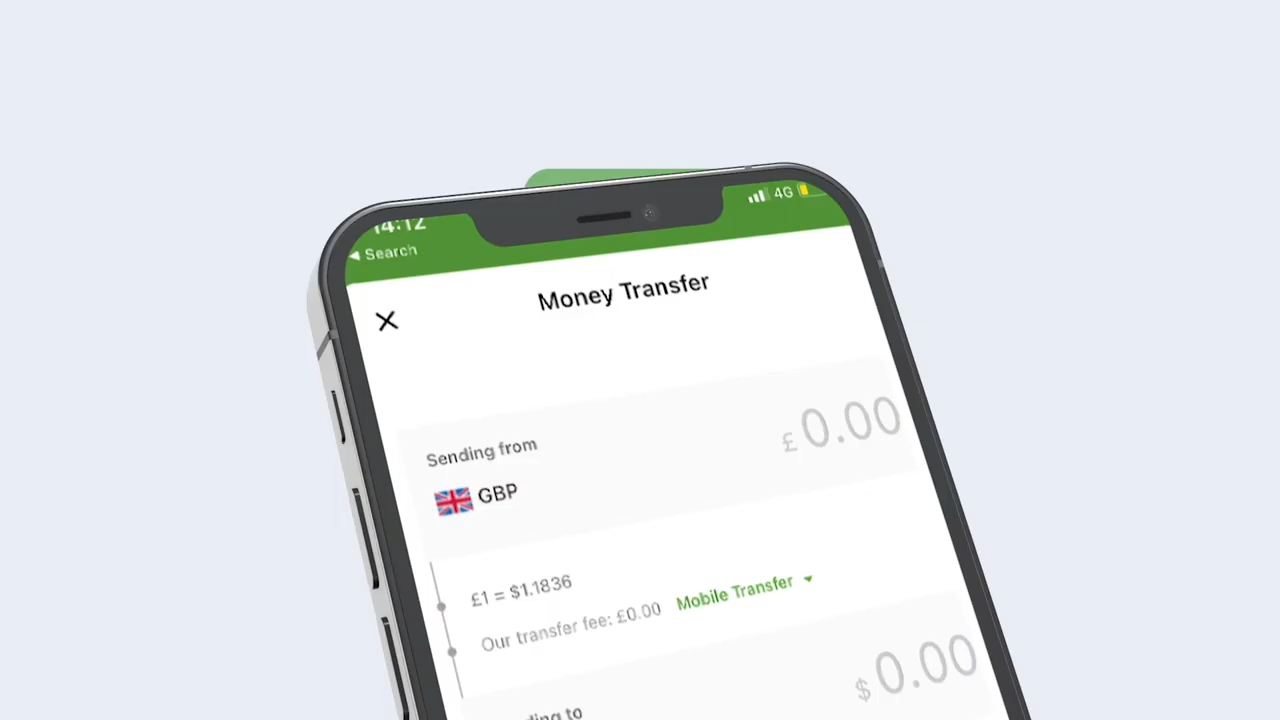 14:12
4G
◀ Search
Money Transfer
Sending from
£0.00
GBP
£1 = $1.1836
Our transfer fee: £0.00 Mobile Transfer
$0.00
to